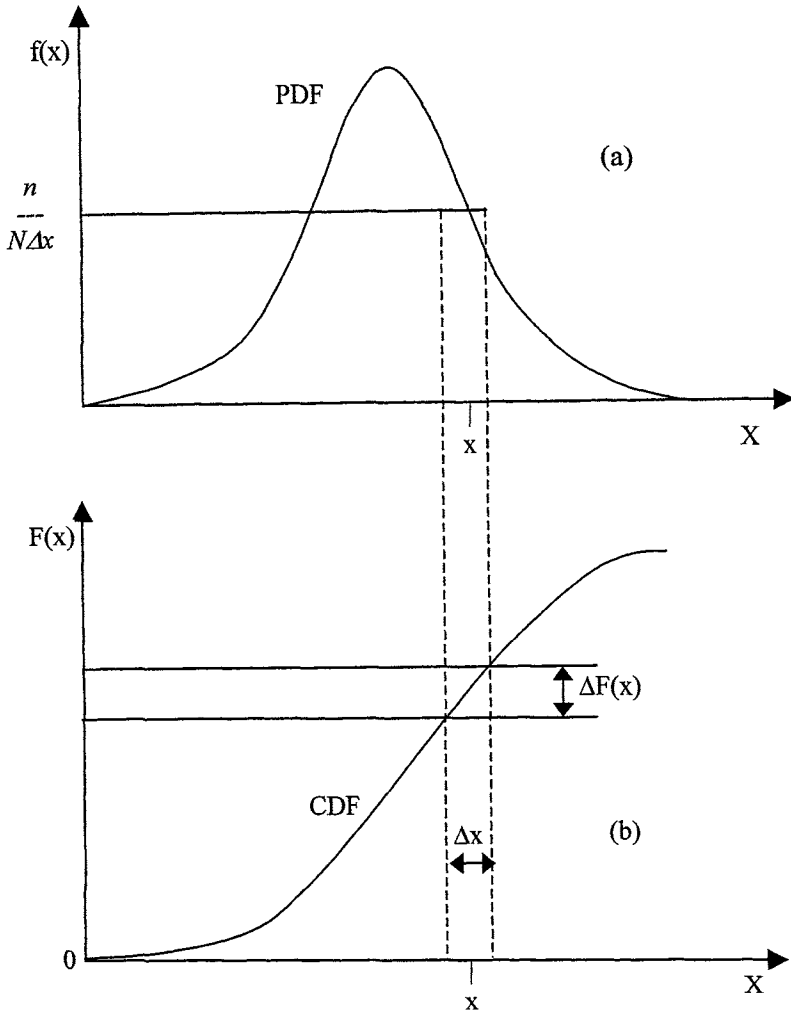 f(x)
PDF
(a)
n
---
NΔx
x
X
F(x)
ΔF(x)
CDF
Δx
(b)
0
x
X